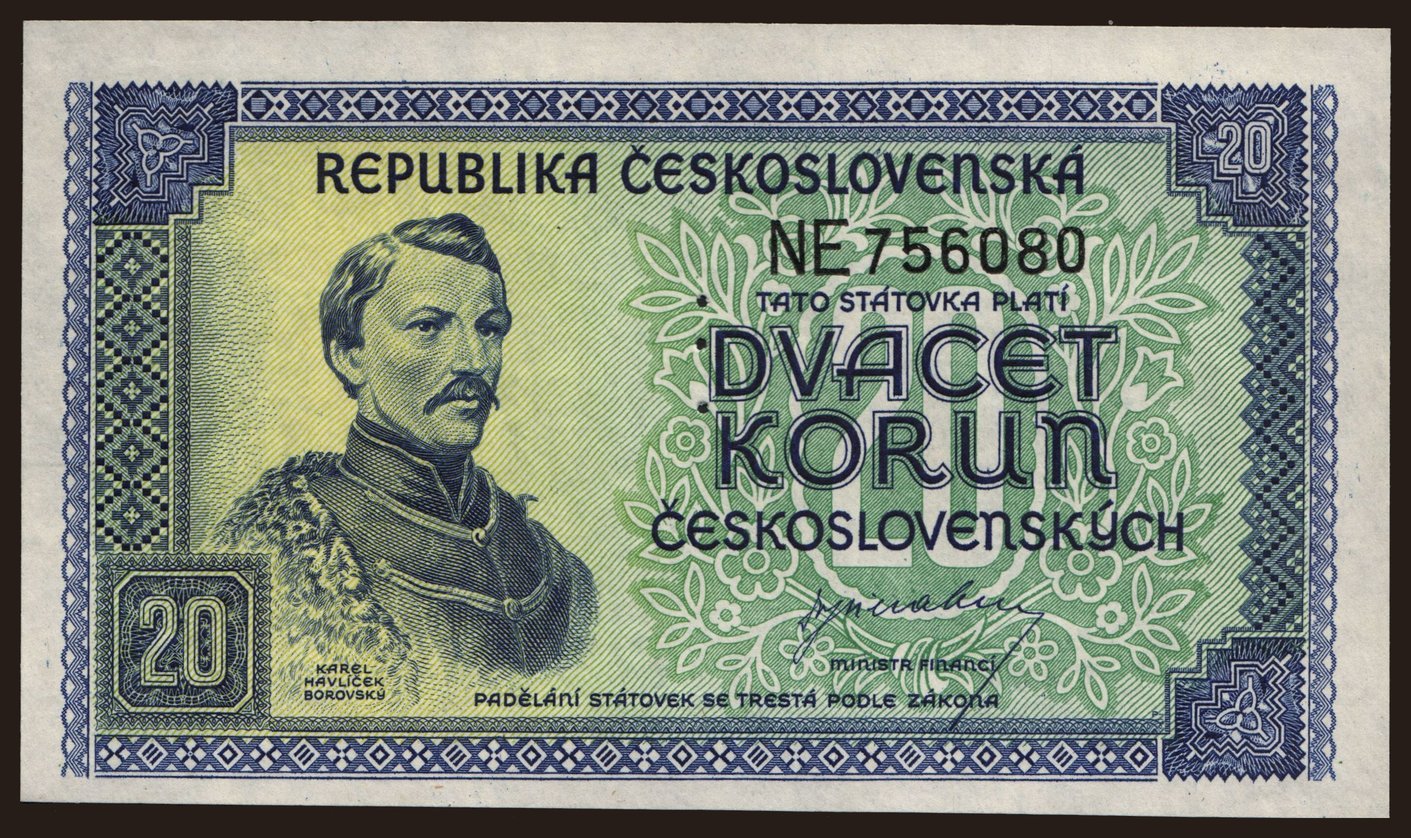 REPUBLIKA ČESKOSLOVENSKÁ
20
NE 756080
TATO STÁTOVKA PLATÍ
DVACET
KORUN
ČESKOSLOVENSKÝCH
20
20
MINISTR FINANCÍ
KAREL
HAVLÍČEK
BOROVSKÝ
PADĚLÁNÍ STÁTOVEK SE TRESTÁ PODLE ZÁKONA